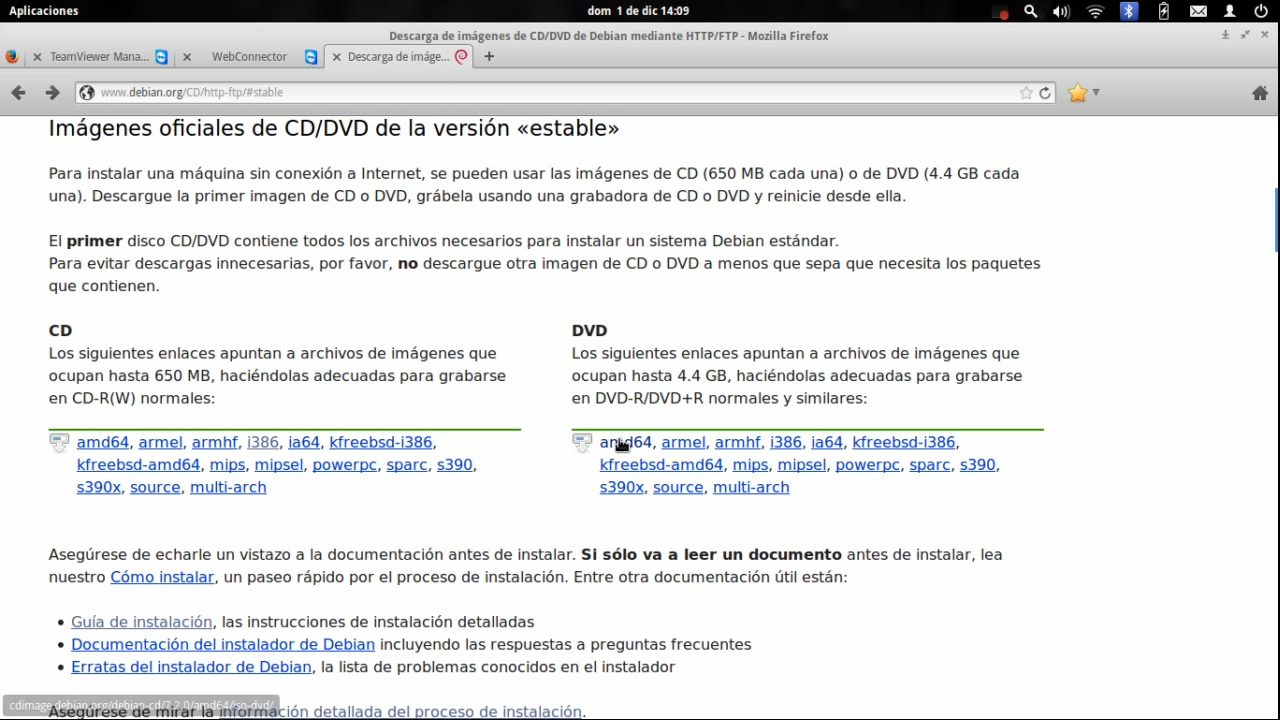 Aplicaciones
dom 1 de dic 14:09
Descarga de imágenes de CD/DVD de Debian mediante HTTP/FTP - Mozilla Firefox
TeamViewer Mana...
WebConnector
Descarga de imáge...
www.debian.org/CD/http-ftp/#stable
Imágenes oficiales de CD/DVD de la versión «estable»
Para instalar una máquina sin conexión a Internet, se pueden usar las imágenes de CD (650 MB cada una) o de DVD (4.4 GB cada
una). Descargue la primer imagen de CD o DVD, grábela usando una grabadora de CD o DVD y reinicie desde ella.
El primer disco CD/DVD contiene todos los archivos necesarios para instalar un sistema Debian estándar.
Para evitar descargas innecesarias, por favor, no descargue otra imagen de CD o DVD a menos que sepa que necesita los paquetes
que contienen.
CD
Los siguientes enlaces apuntan a archivos de imágenes que
ocupan hasta 650 MB, haciéndolas adecuadas para grabarse
en CD-R(W) normales:
amd64, armel, armhf, i386, ia64, kfreebsd-i386,
kfreebsd-amd64, mips, mipsel, powerpc, sparc, s390,
s390x, source, multi-arch
DVD
Los siguientes enlaces apuntan a archivos de imágenes que
ocupan hasta 4.4 GB, haciéndolas adecuadas para grabarse
en DVD-R/DVD+R normales y similares:
amd64, armel, armhf, i386, ia64, kfreebsd-i386,
kfreebsd-amd64, mips, mipsel, powerpc, sparc, s390,
s390x, source, multi-arch
Asegúrese de echarle un vistazo a la documentación antes de instalar. Si sólo va a leer un documento antes de instalar, lea
nuestro Cómo instalar, un paseo rápido por el proceso de instalación. Entre otra documentación útil están:
• Guía de instalación, las instrucciones de instalación detalladas
• Documentación del instalador de Debian incluyendo las respuestas a preguntas frecuentes
• Erratas del instalador de Debian, la lista de problemas conocidos en el instalador
cdimage.debian.org/debian-cd/7.2.0/amd64/iso-dvd/
Asegúrese de mirar la información detallada del proceso de instalación.